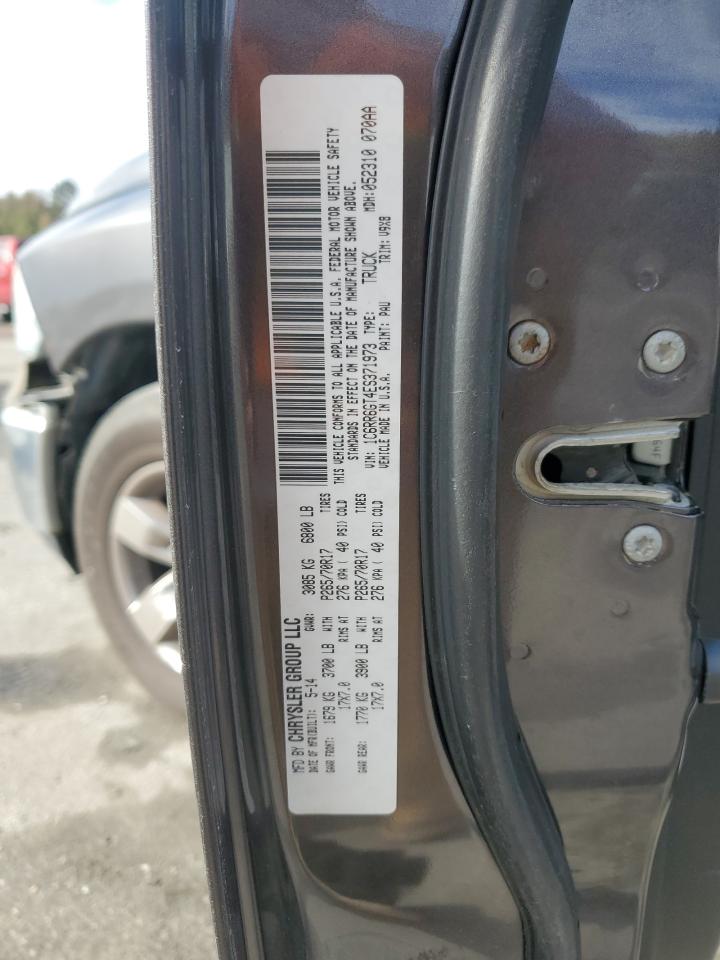 MFD BY CHRYSLER GROUP LLC
DATE OF MFR(BUILT): 5-14 GVWR: 3085 KG 6800 LB
GAWR FRONT: 1679 KG 3700 LB WITH P265/70R17 TIRES
17X7.0 RIMS AT 276 KPA ( 40 PSI) COLD
GAWR REAR: 1770 KG 3900 LB WITH P265/70R17 TIRES
17X7.0 RIMS AT 276 KPA ( 40 PSI) COLD
THIS VEHICLE CONFORMS TO ALL APPLICABLE U.S.A. FEDERAL MOTOR VEHICLE SAFETY
STANDARDS IN EFFECT ON THE DATE OF MANUFACTURE SHOWN ABOVE.
VIN: 1C6RR6GT4ES371973 TYPE: TRUCK MDH:052310 070AA
VEHICLE MADE IN U.S.A. PAINT: PAU TRIM: V9X8